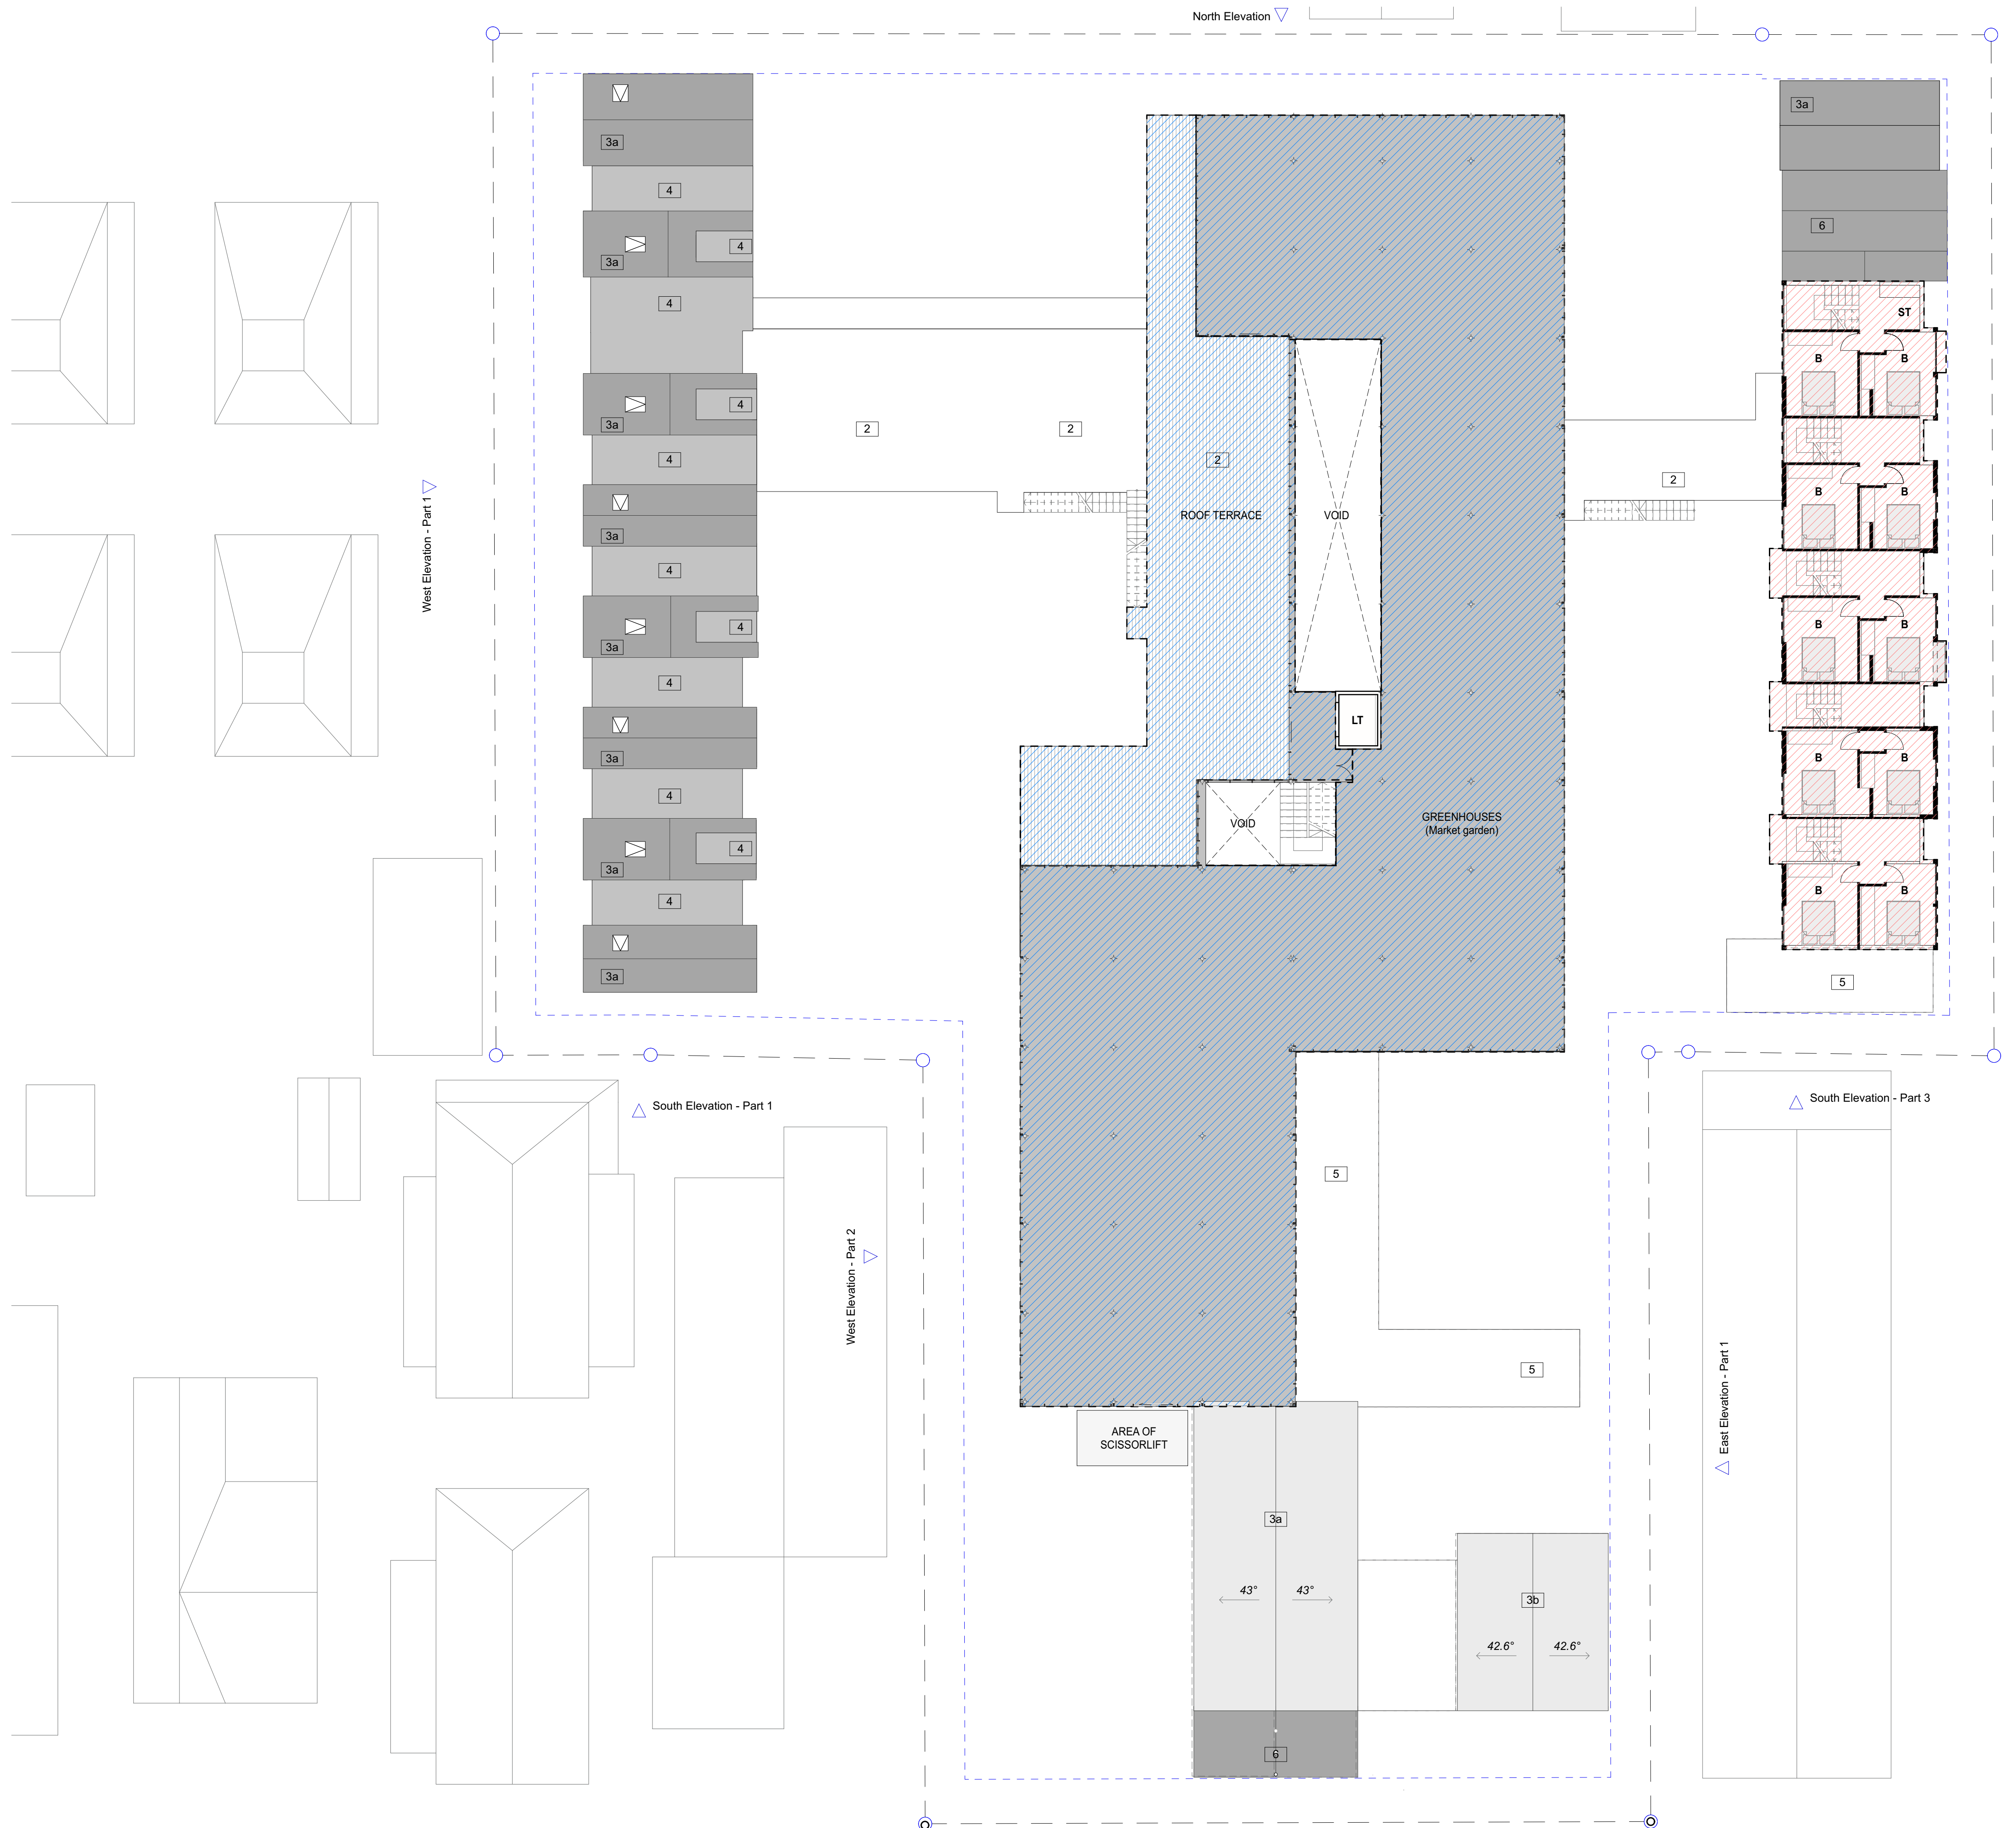 North Elevation
3a
3a
4
6
3a
4
4
ST
B
B
3a
4
2
2
2
4
2
West Elevation - Part 1
B
B
ROOF TERRACE
VOID
3a
4
4
B
B
3a
4
LT
3a
B
B
4
GREENHOUSES
(Market garden)
VOID
4
3a
B
B
4
3a
5
South Elevation - Part 1
South Elevation - Part 3
5
West Elevation - Part 2
5
East Elevation - Part 1
AREA OF
SCISSORLIFT
3a
43°
43°
3b
42.6°
42.6°
6